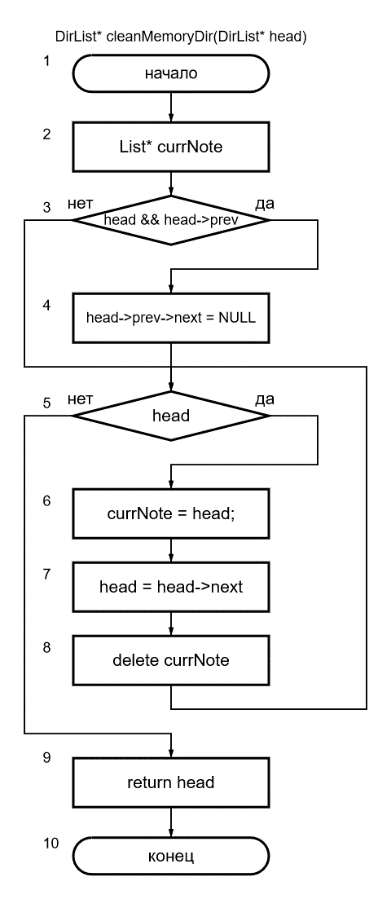 DirList* cleanMemoryDir(DirList* head)
1
начало
2
List* currNote
3
нет
да
head && head->prev
4
head->prev->next = NULL
5
нет
да
head
6
currNote = head;
7
head = head->next
8
delete currNote
9
return head
10
конец